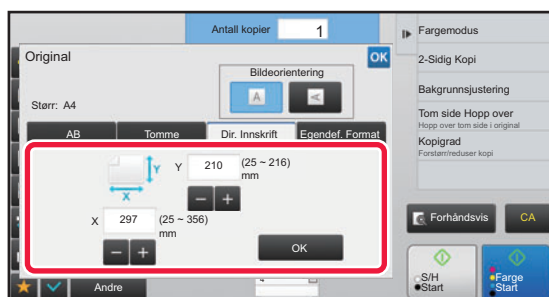 Antall kopier 1
Original
OK
Bildeorientering
A
A
Størr: A4
AB
Tomme
Dir. Innskrift
Egendef. Format
Y
X
Y 210 (25 ~ 216)
mm
X 297 (25 ~ 356)
mm
OK
Andre
Fargemodus
2-Sidig Kopi
Bakgrunnsjustering
Tom side Hopp over
Hopp over tom side i original
Kopigrad
Forstørr/reduser kopi
Forhåndsvis
CA
S/H
Start
Farge
Start